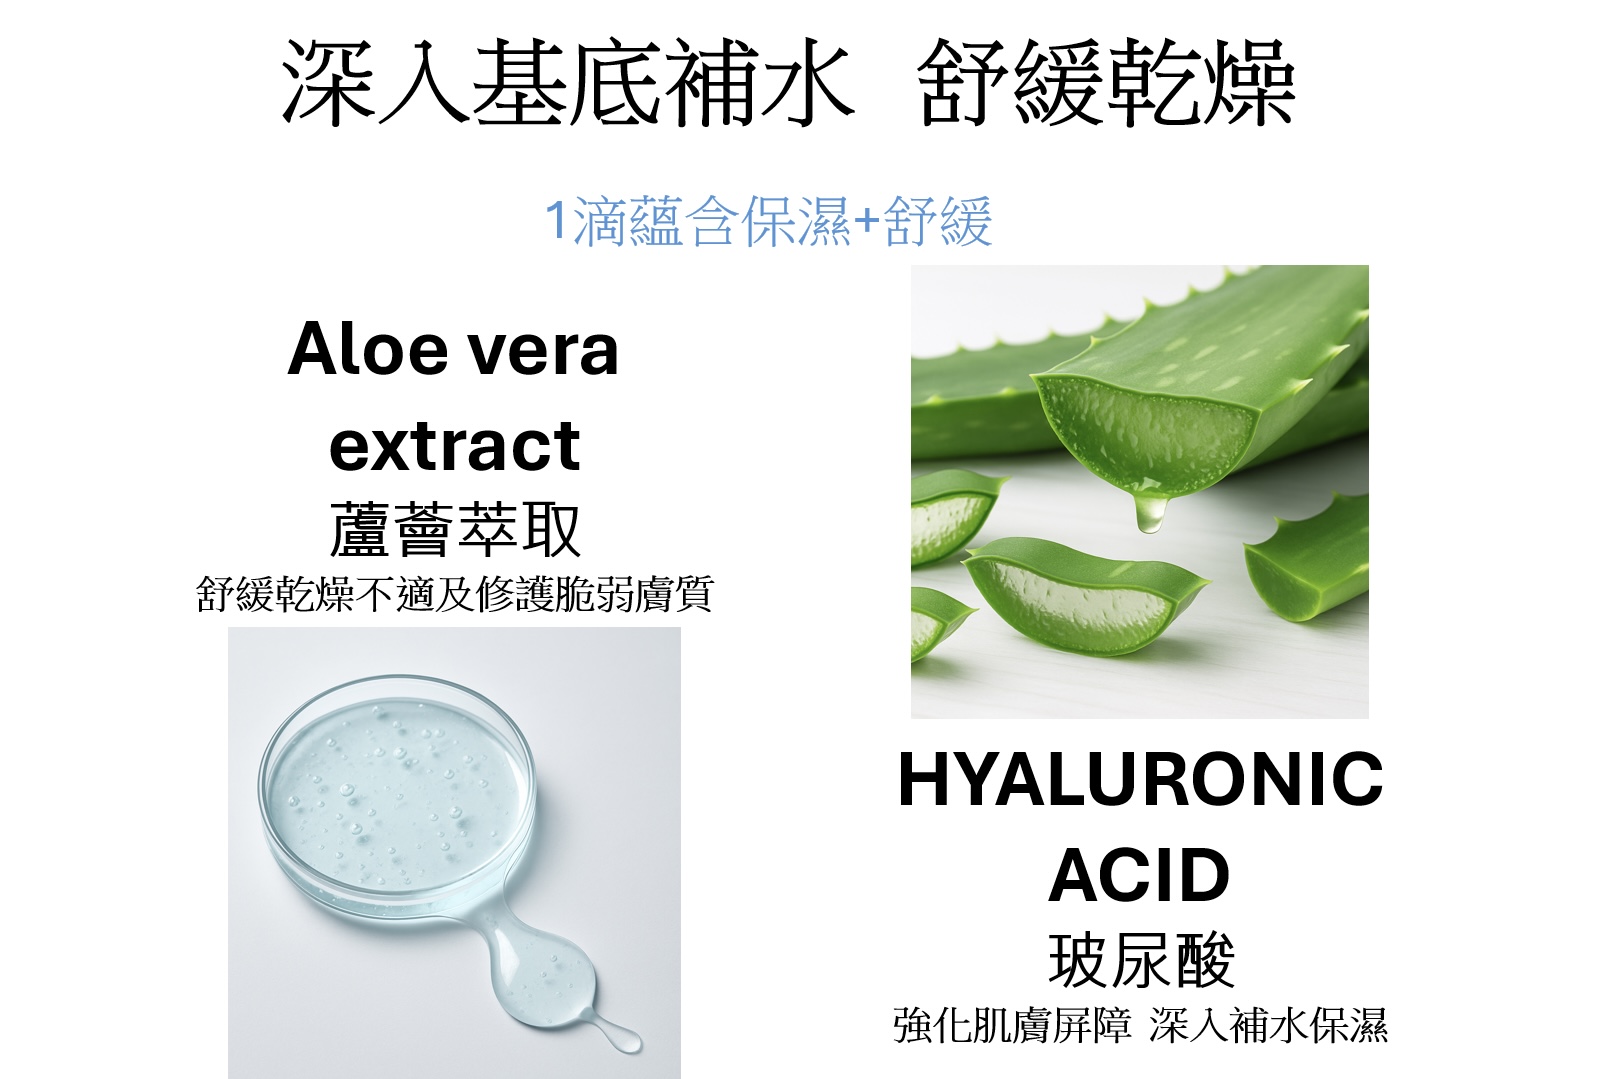 深入基底補水 舒緩乾燥
1滴蘊含保濕+舒緩
Aloe vera
extract
蘆薈萃取
舒緩乾燥不適及修護脆弱膚質
HYALURONIC
ACID
玻尿酸
強化肌膚屏障 深入補水保濕